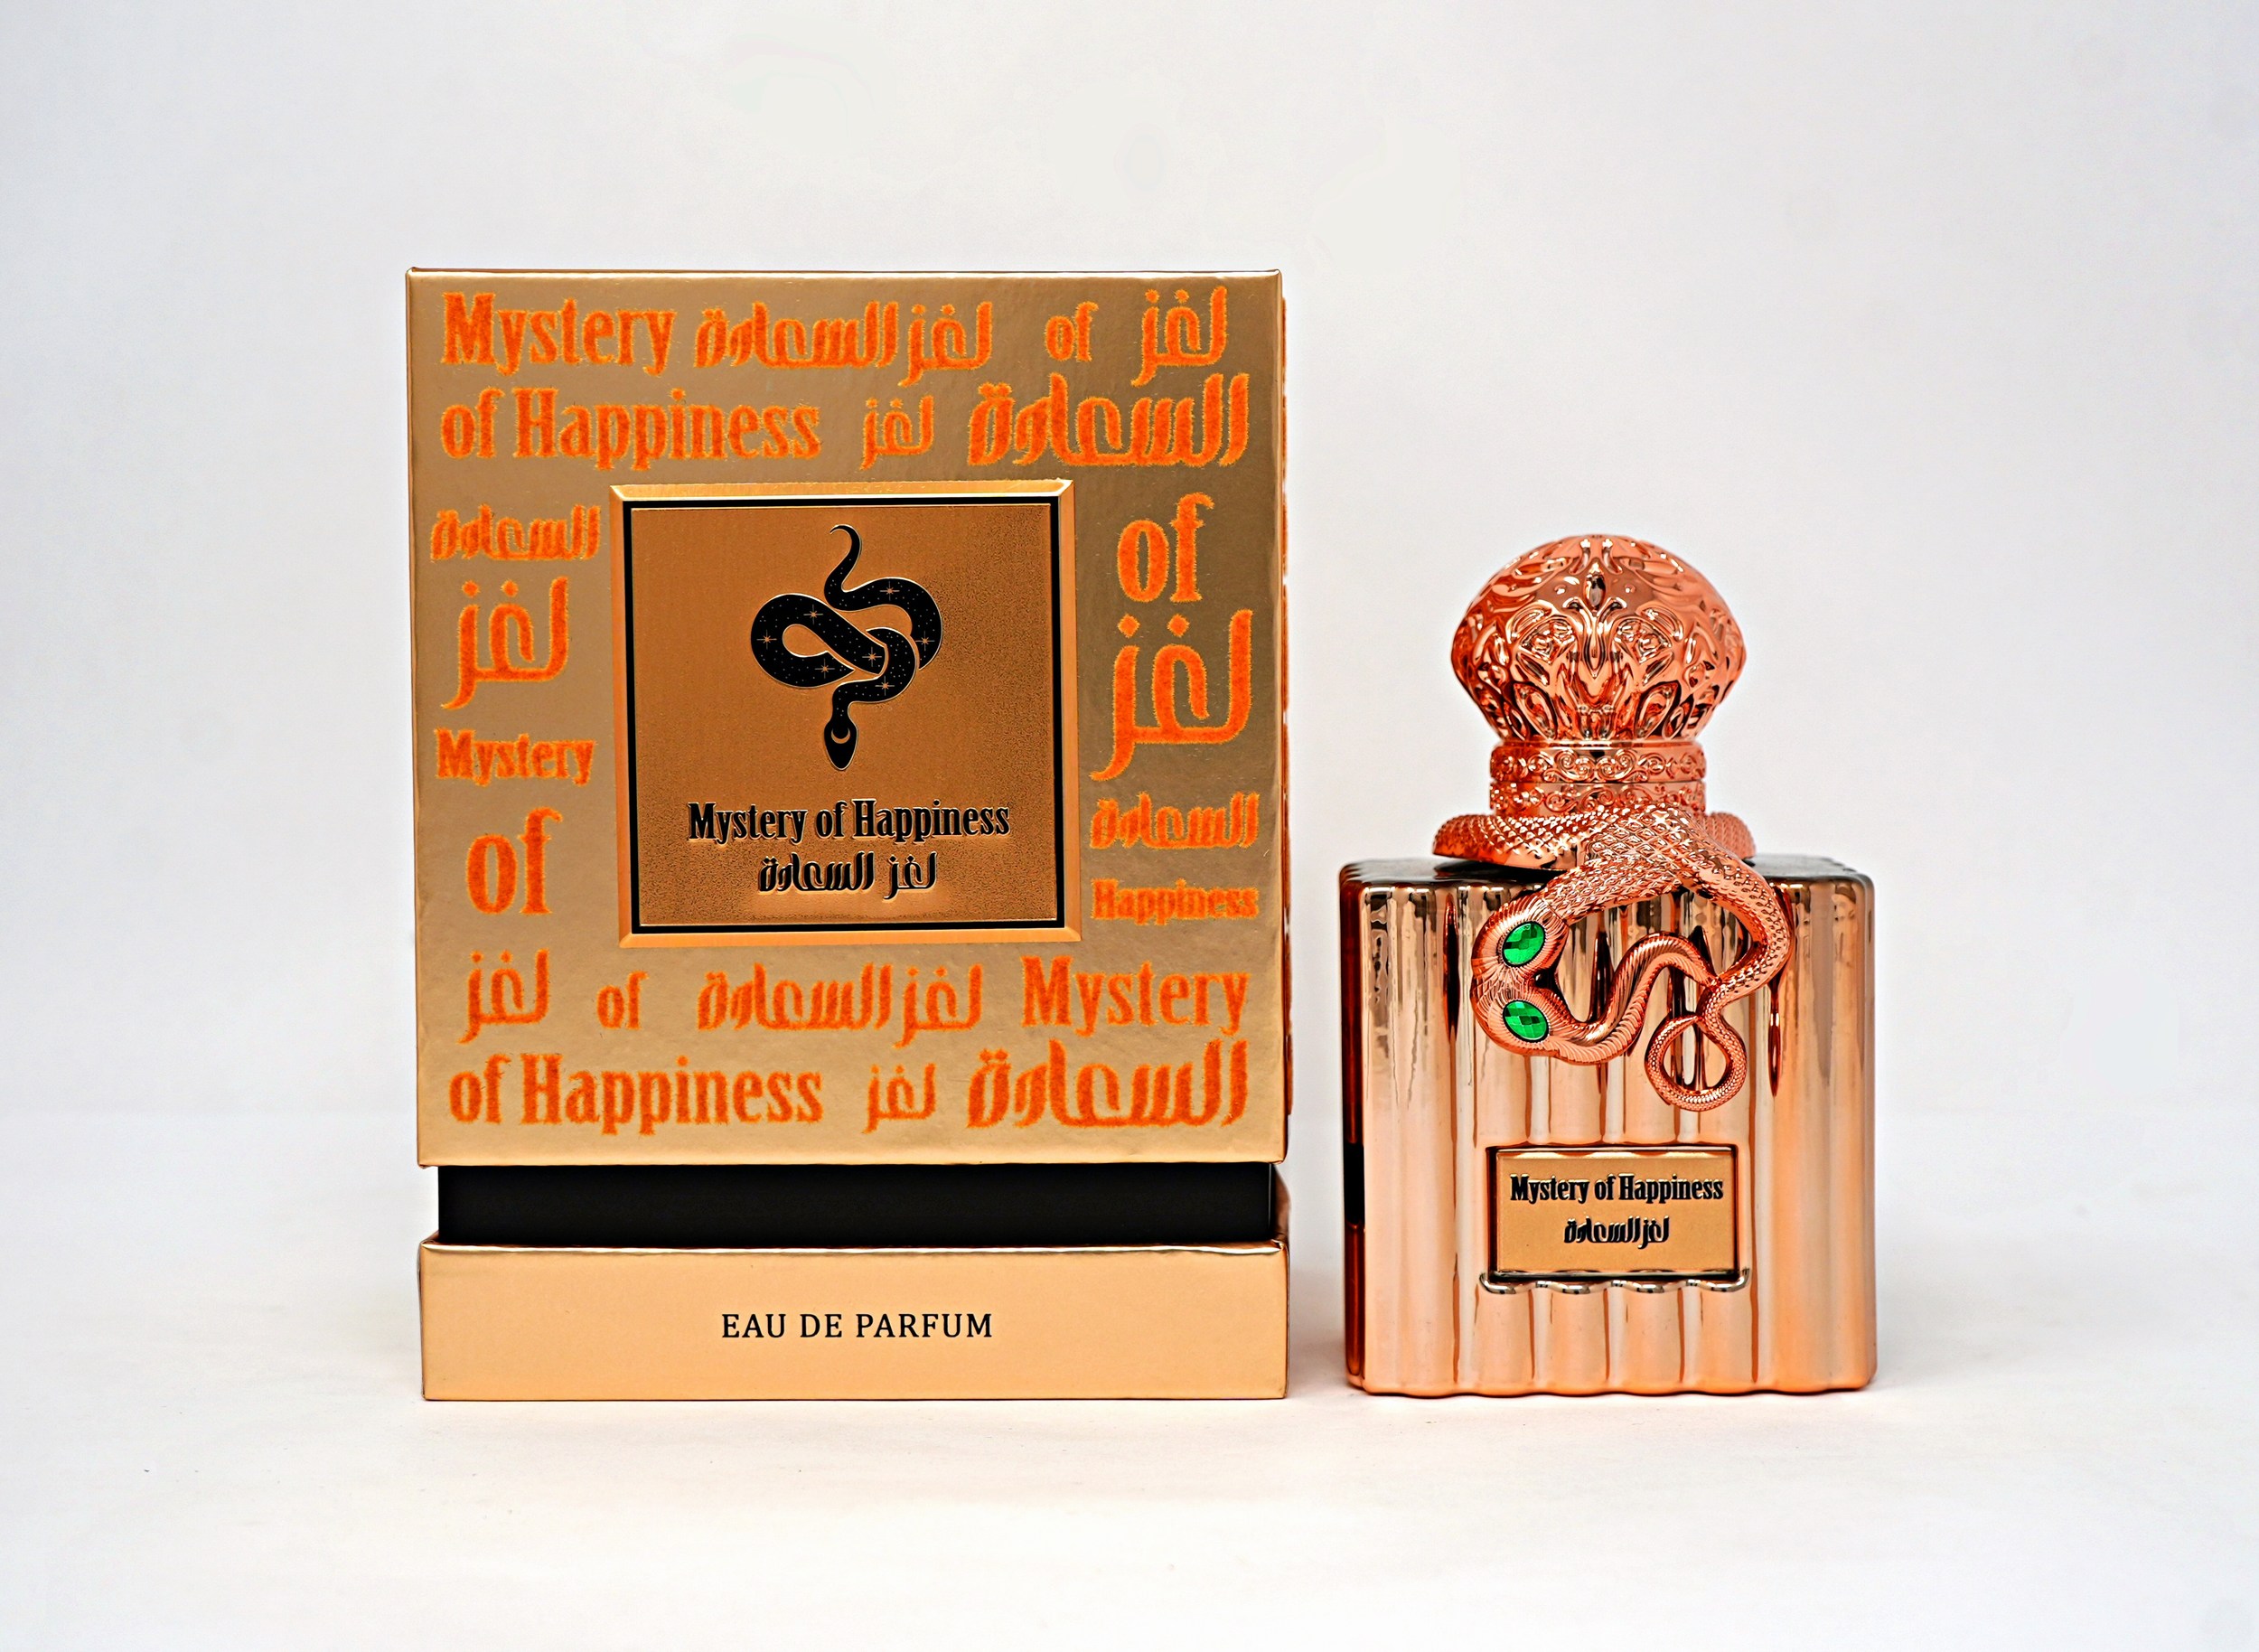 Mystery لغز السعادة of لغز
of Happiness لغز السعادة
السعادة
لغز
Mystery
of
of
لغز
السعادة
Happiness
Mystery of Happiness
لغز السعادة
لغز of لغز السعادة Mystery
of Happiness لغز السعادة
EAU DE PARFUM
Mystery of Happiness
لغز السعادة